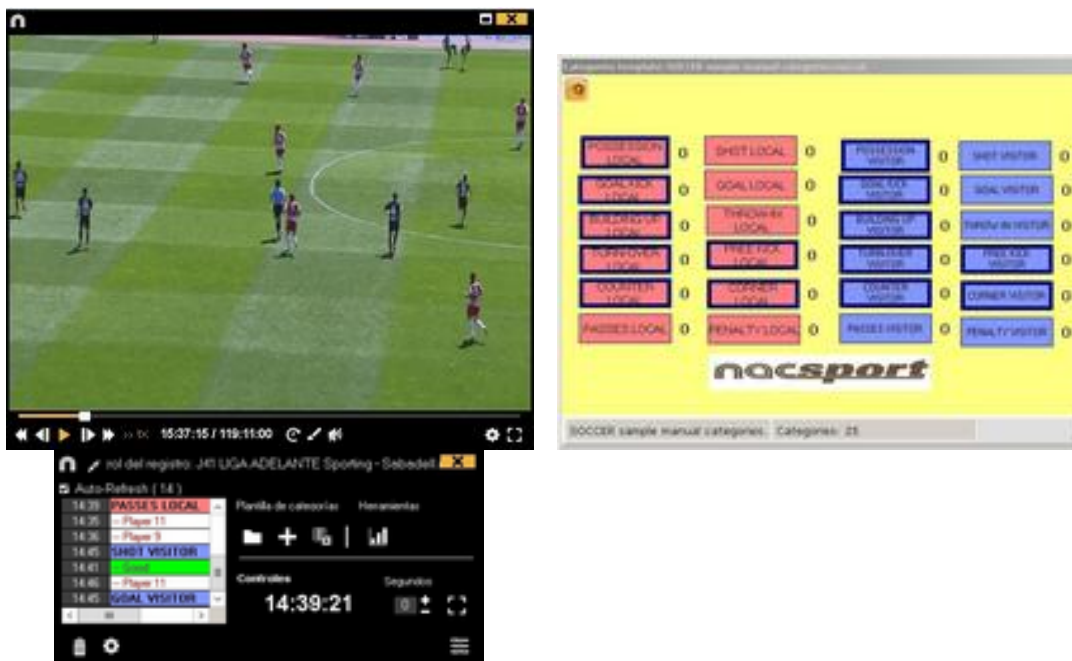 15:37:15 / 119:11:00
POSSESSION LOCAL 0
SHOT LOCAL 0
POSSESSION VISITOR 0
SHOT VISITOR 0
GOAL KICK LOCAL 0
GOAL LOCAL 0
GOAL KICK VISITOR 0
GOAL VISITOR 0
BUILDING UP LOCAL 0
THROW-IN LOCAL 0
BUILDING UP VISITOR 0
THROW-IN VISITOR 0
TURNOVER LOCAL 0
FREE KICK LOCAL 0
TURNOVER VISITOR 0
FREE KICK VISITOR 0
COUNTER LOCAL 0
CORNER LOCAL 0
COUNTER VISITOR 0
CORNER VISITOR 0
PASSES LOCAL 0
PENALTY LOCAL 0
PASSES VISITOR 0
PENALTY VISITOR 0
nacsport
SOCCER sample manual categories. Categories: 25
rol del registro: J41 LIGA ADELANTE Sporting - Sabadell
Auto-Refresh ( 14 )
14:39 PASSES LOCAL
14:35 -- Player 11
14:36 -- Player 9
14:45 SHOT VISITOR
14:41 -- Good
14:46 -- Player 11
14:45 GOAL VISITOR
Plantilla de categorías
Herramientas
Controles
Segundos
14:39:21
0